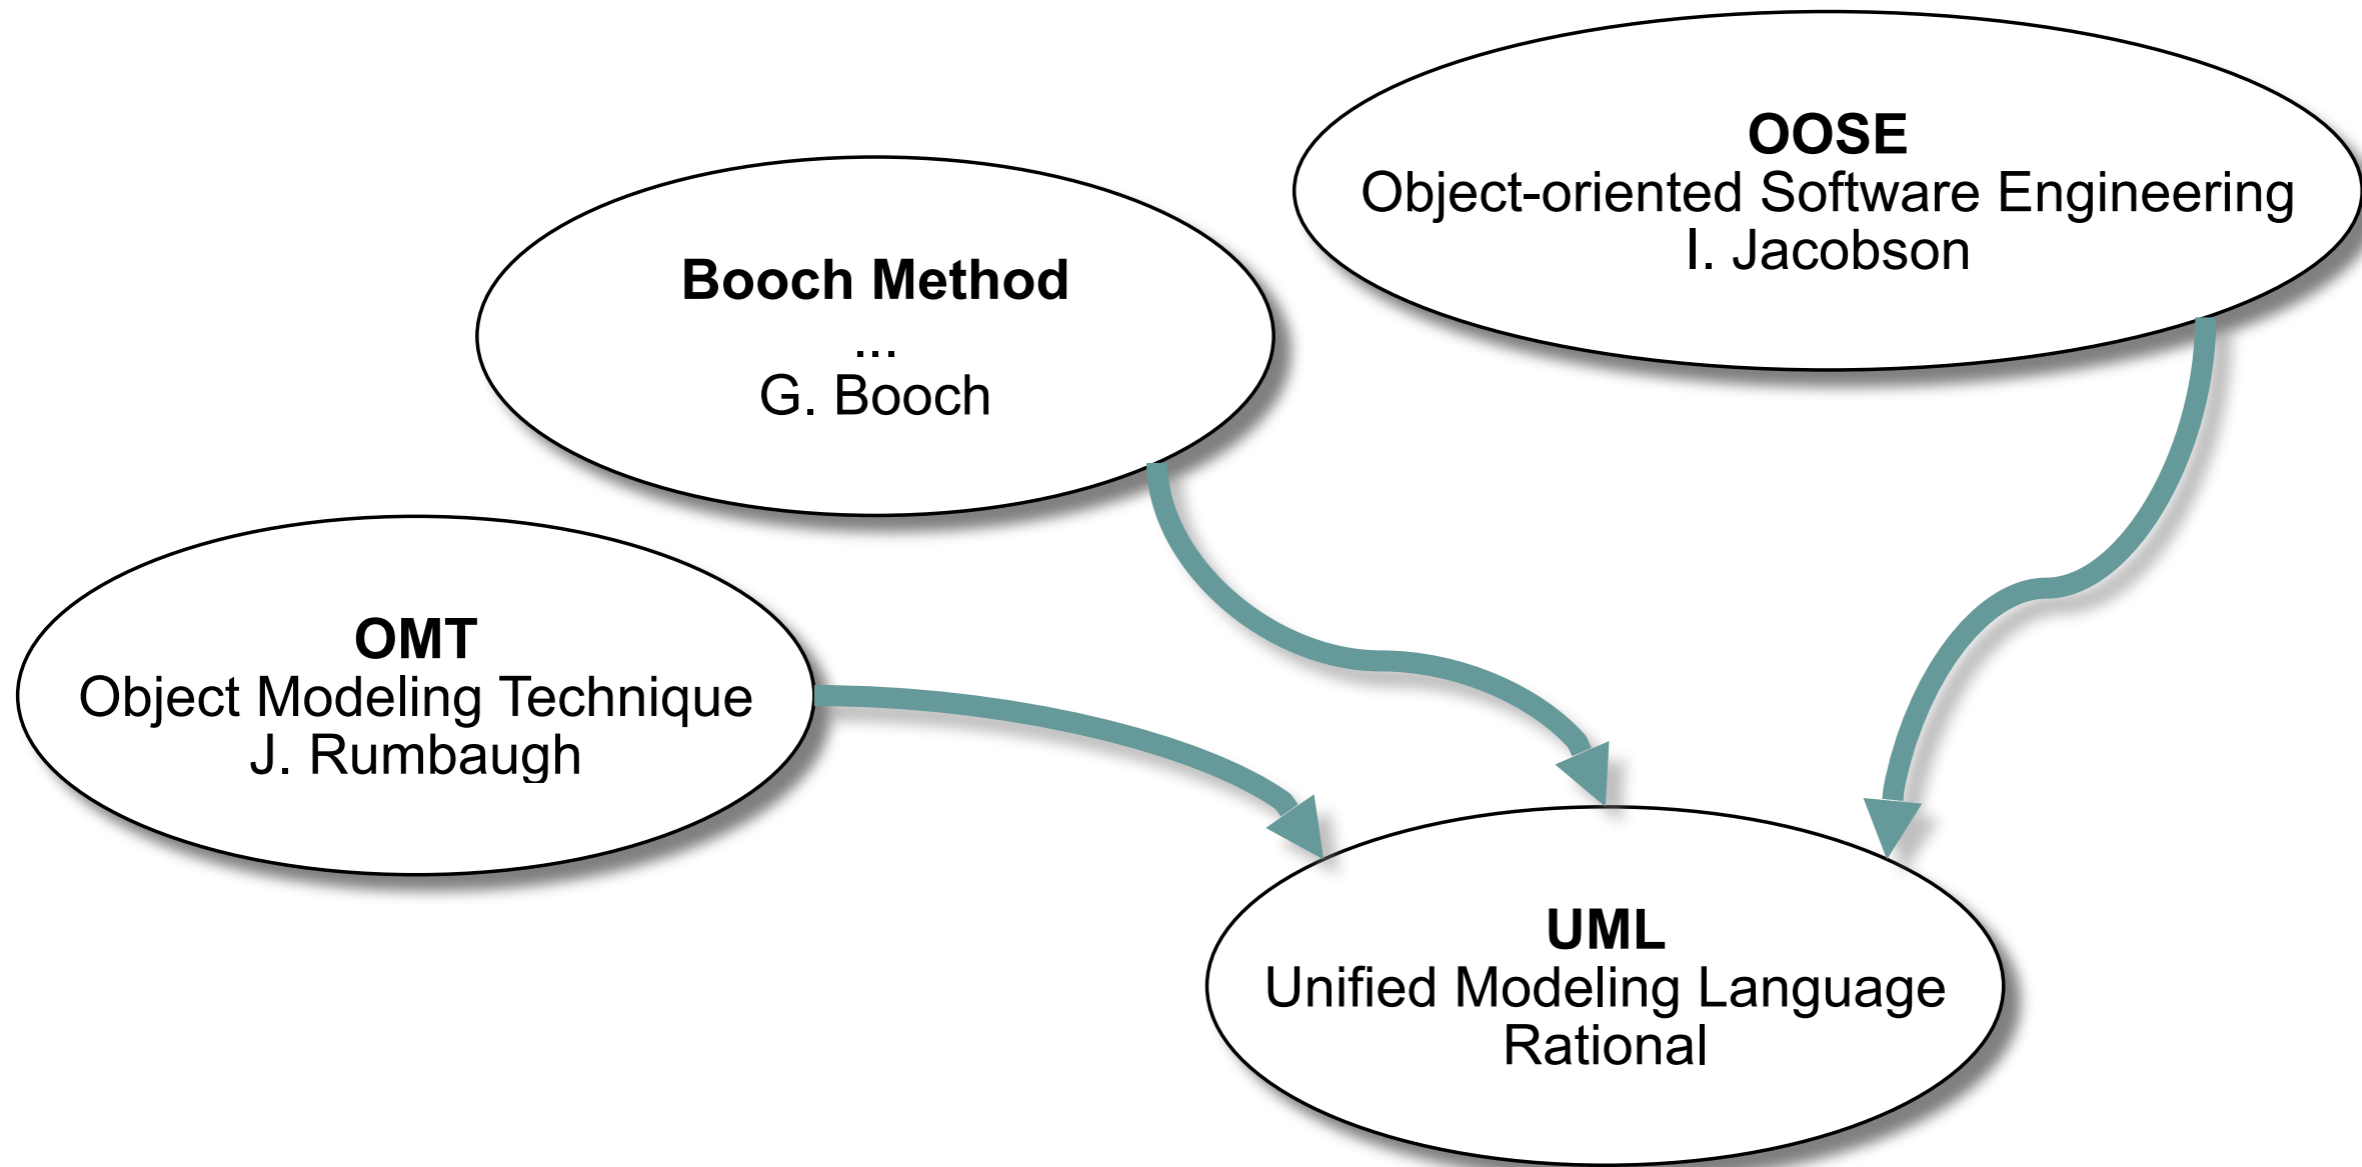 OOSE
Object-oriented Software Engineering
I. Jacobson
Booch Method
...
G. Booch
OMT
Object Modeling Technique
J. Rumbaugh
UML
Unified Modeling Language
Rational